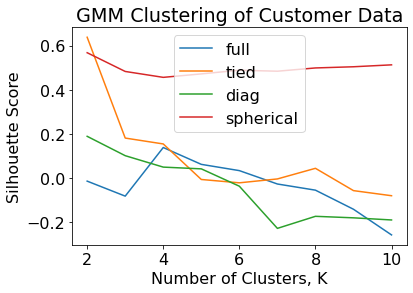 GMM Clustering of Customer Data
Silhouette Score
0.6
0.4
0.2
0.0
−0.2
full
tied
diag
spherical
2
4
6
8
10
Number of Clusters, K